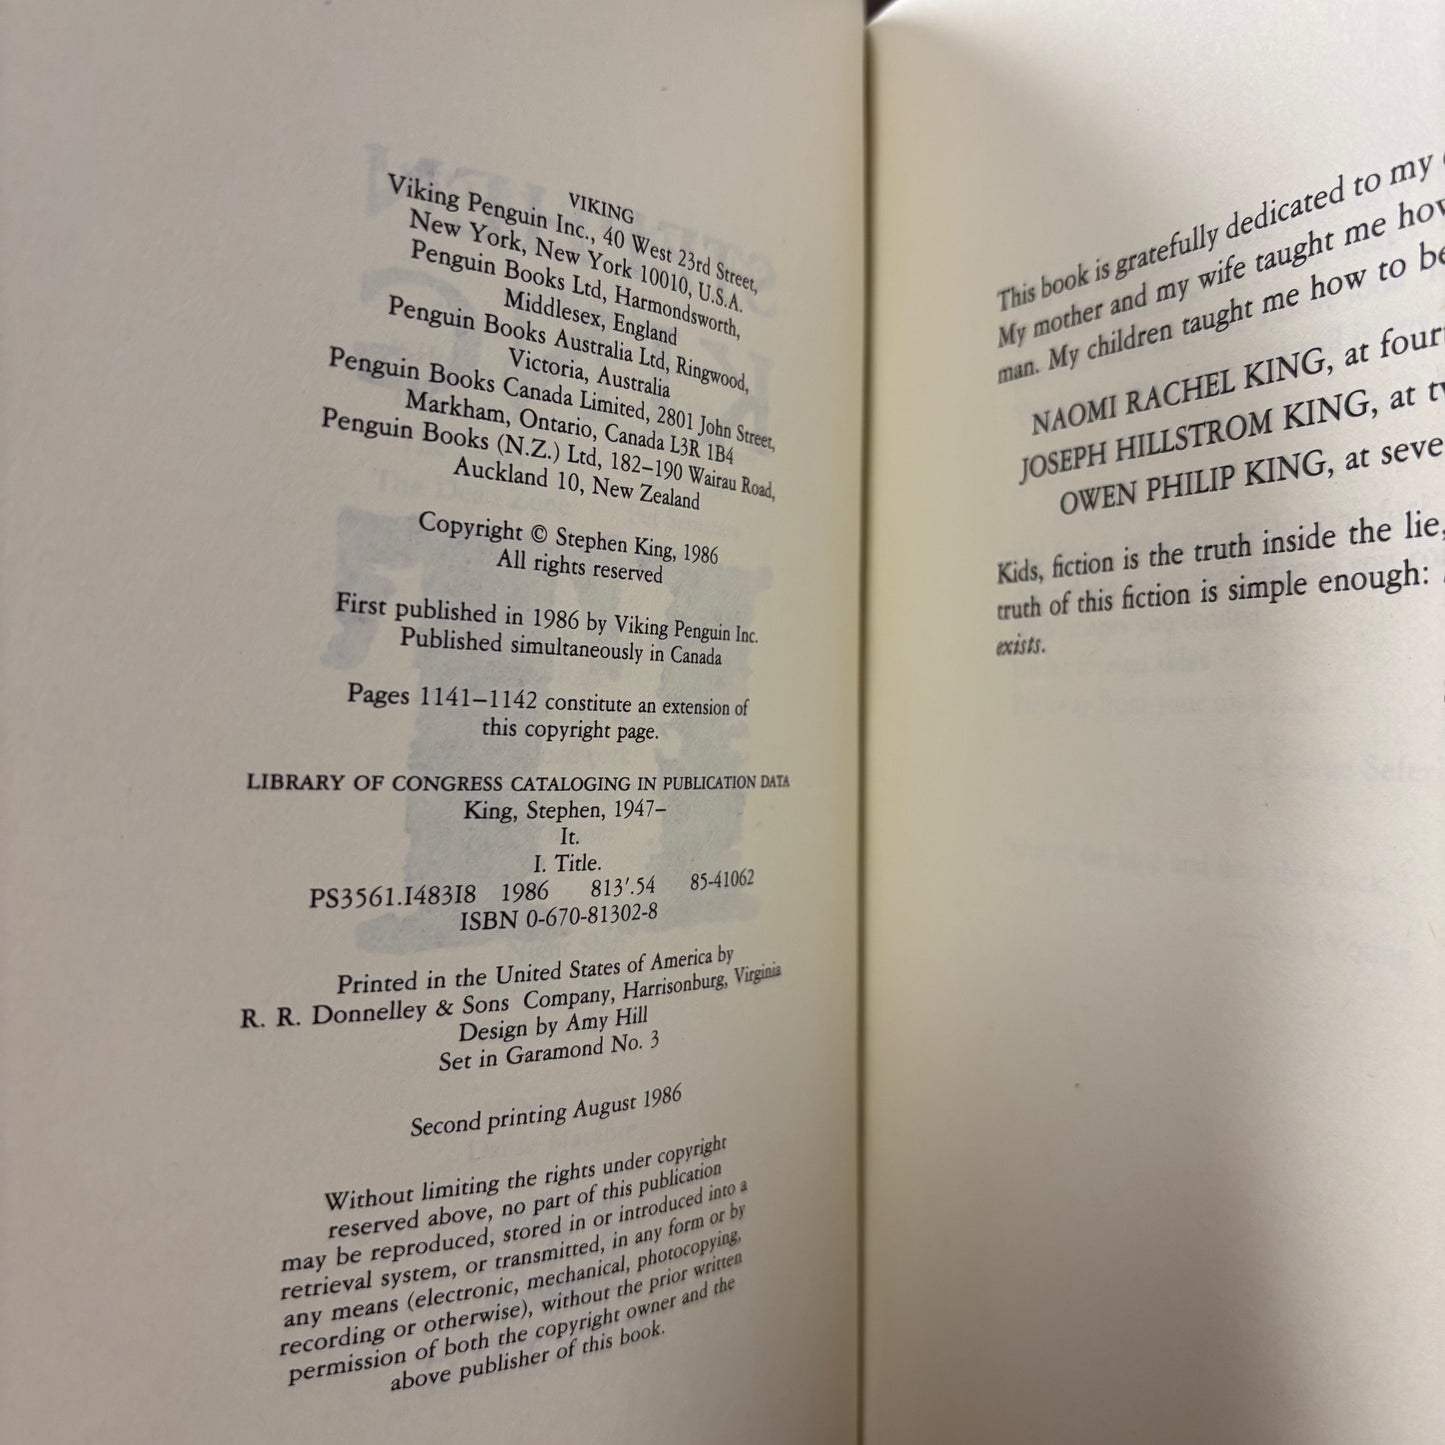 VIKING
Viking Penguin Inc., 40 West 23rd Street,
New York, New York 10010, U.S.A.
Penguin Books Ltd, Harmondsworth,
Middlesex, England
Penguin Books Australia Ltd, Ringwood,
Victoria, Australia
Penguin Books Canada Limited, 2801 John Street,
Markham, Ontario, Canada L3R 1B4
Penguin Books (N.Z.) Ltd, 182–190 Wairau Road,
Auckland 10, New Zealand
Copyright © Stephen King, 1986
All rights reserved
First published in 1986 by Viking Penguin Inc.
Published simultaneously in Canada
Pages 1141–1142 constitute an extension of
this copyright page.
LIBRARY OF CONGRESS CATALOGING IN PUBLICATION DATA
King, Stephen, 1947–
It.
I. Title.
PS3561.I483I8 1986 813'.54 85-41062
ISBN 0-670-81302-8
Printed in the United States of America by
R. R. Donnelley & Sons Company, Harrisonburg, Virginia
Design by Amy Hill
Set in Garamond No. 3
Second printing August 1986
Without limiting the rights under copyright
reserved above, no part of this publication
may be reproduced, stored in or introduced into a
retrieval system, or transmitted, in any form or by
any means (electronic, mechanical, photocopying,
recording or otherwise), without the prior written
permission of both the copyright owner and the
above publisher of this book.
This book is gratefully dedicated to my
My mother and my wife taught me how
man. My children taught me how to be
NAOMI RACHEL KING, at
JOSEPH HILLSTROM KING, at
OWEN PHILIP KING, at
Kids, fiction is the truth inside the lie,
truth of this fiction is simple enough:
exists.